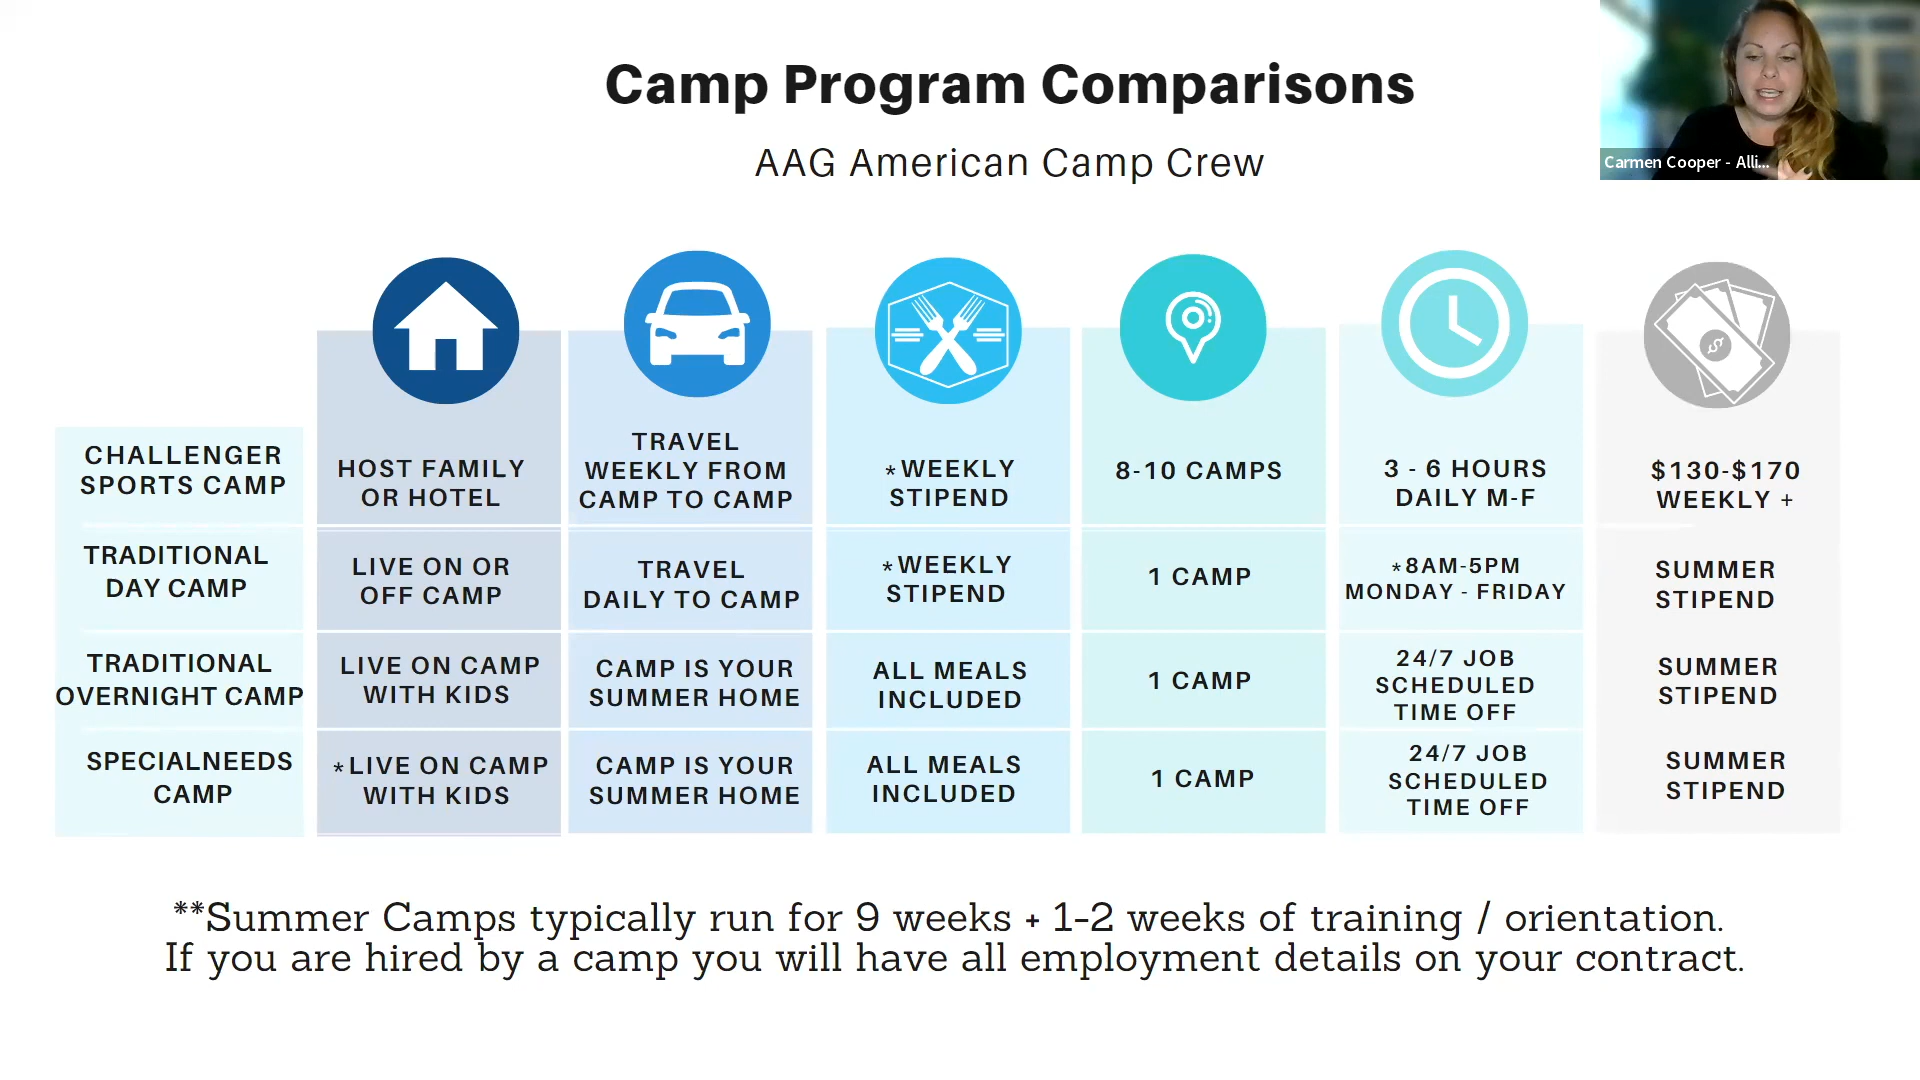 Camp Program Comparisons
AAG American Camp Crew
Carmen Cooper - Alli...
CHALLENGER
SPORTS CAMP
HOST FAMILY
OR HOTEL
TRAVEL
WEEKLY FROM
CAMP TO CAMP
*WEEKLY
STIPEND
8-10 CAMPS
3 - 6 HOURS
DAILY M-F
$130-$170
WEEKLY +
TRADITIONAL
DAY CAMP
LIVE ON OR
OFF CAMP
TRAVEL
DAILY TO CAMP
*WEEKLY
STIPEND
1 CAMP
*8AM-5PM
MONDAY - FRIDAY
SUMMER
STIPEND
TRADITIONAL
OVERNIGHT CAMP
LIVE ON CAMP
WITH KIDS
CAMP IS YOUR
SUMMER HOME
ALL MEALS
INCLUDED
1 CAMP
24/7 JOB
SCHEDULED
TIME OFF
SUMMER
STIPEND
SPECIALNEEDS
CAMP
*LIVE ON CAMP
WITH KIDS
CAMP IS YOUR
SUMMER HOME
ALL MEALS
INCLUDED
1 CAMP
24/7 JOB
SCHEDULED
TIME OFF
SUMMER
STIPEND
**Summer Camps typically run for 9 weeks + 1-2 weeks of training / orientation.
If you are hired by a camp you will have all employment details on your contract.